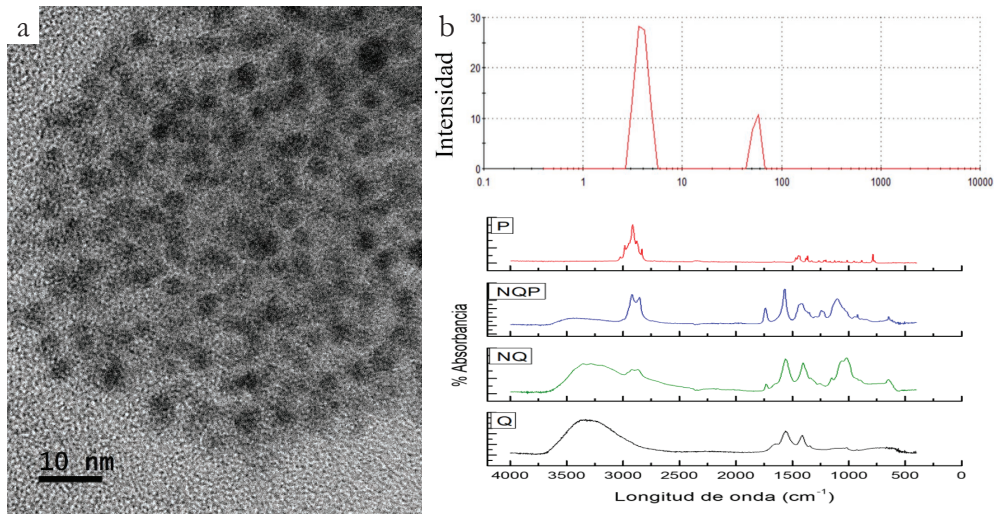 a
10 nm
b
Intensidad
30
20
10
0
0.1 1 10 100 1000 10000
% Absorbancia
P
NQP
NQ
Q
4000 3500 3000 2500 2000 1500 1000 500 0
Longitud de onda (cm⁻¹)